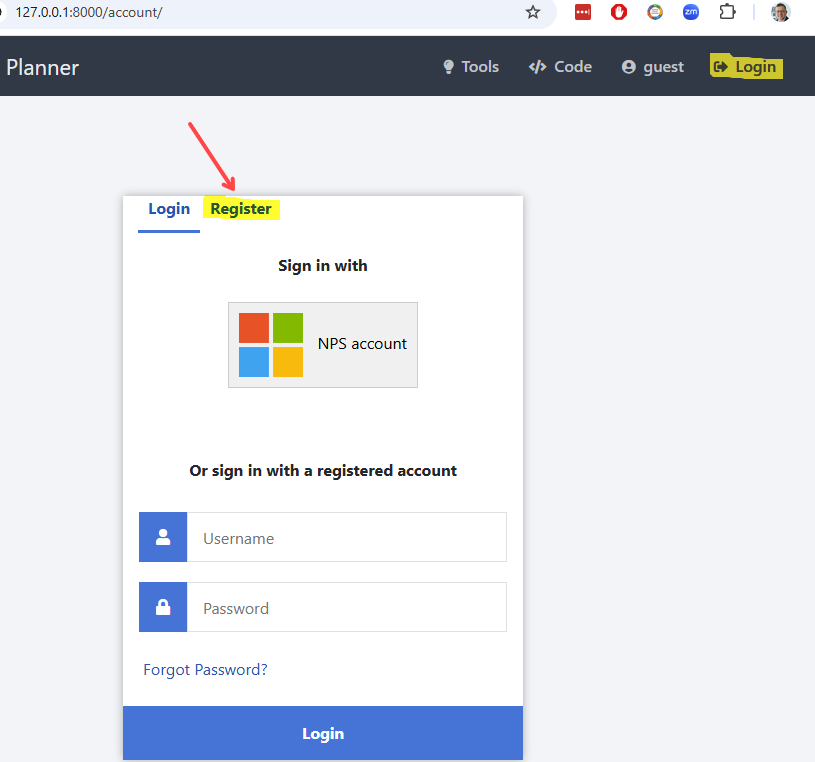 127.0.0.1:8000/account/
zm
Planner
Tools
Code
guest
Login
Login
Register
Sign in with
NPS account
Or sign in with a registered account
Username
Password
Forgot Password?
Login